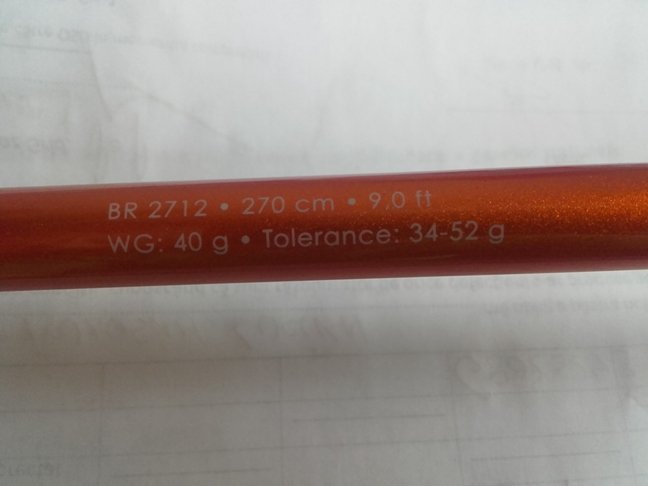 BR 2712 • 270 cm • 9.0 ft
WG: 40 g • Tolerance: 34-52 g